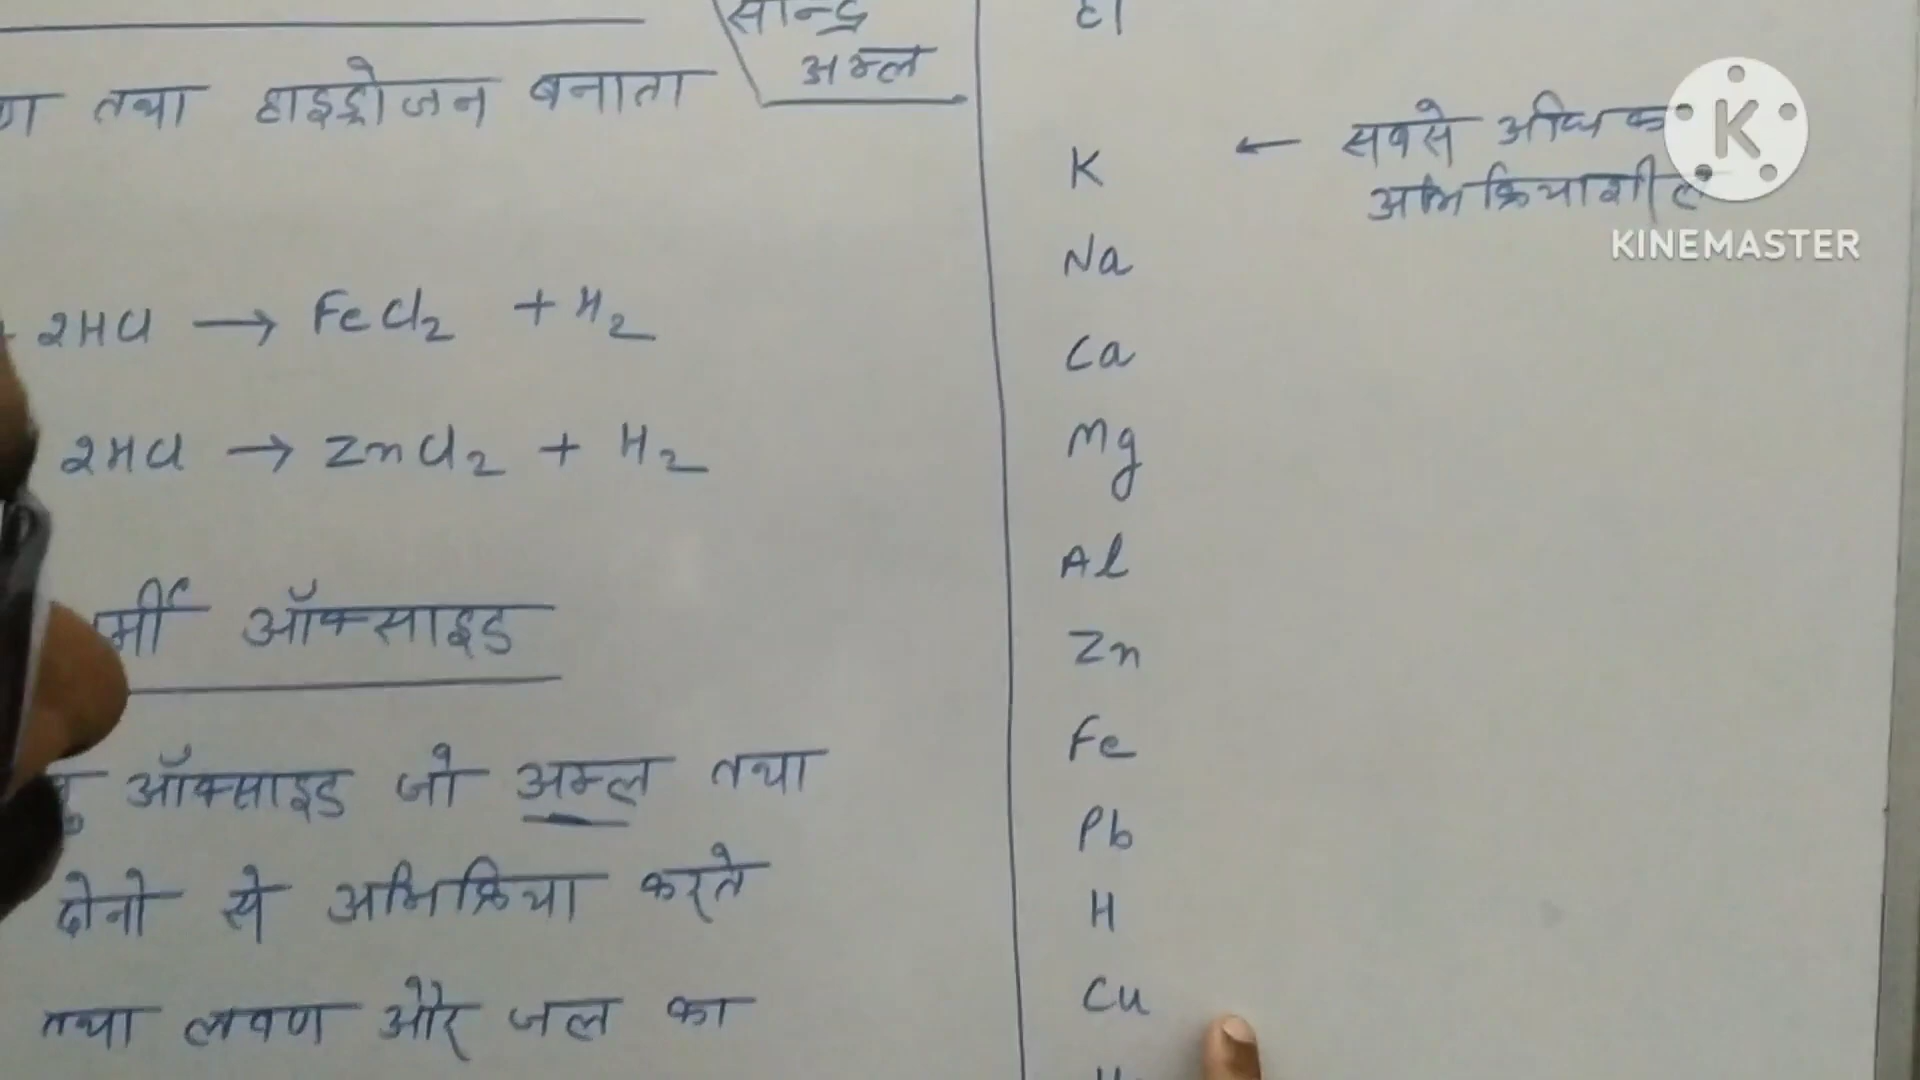 सान्द्र
अम्ल
तथा हाइड्रोजन बनाता
2HCl → FeCl₂ + H₂
2HCl → ZnCl₂ + H₂
र्मी ऑक्साइड
ऑक्साइड जो अम्ल तथा
दोनो से अभिक्रिया करते
तथा लवण और जल का
है।
K ← सबसे अधिक
अभिक्रियाशील
Na
Ca
Mg
Al
Zn
Fe
Pb
H
Cu
K
KINEMASTER